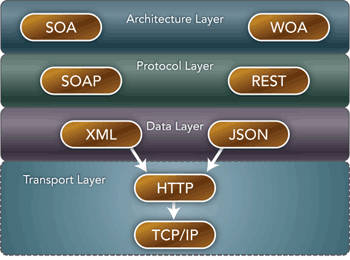 Architecture Layer
SOA
WOA
Protocol Layer
SOAP
REST
Data Layer
XML
JSON
Transport Layer
HTTP
TCP/IP